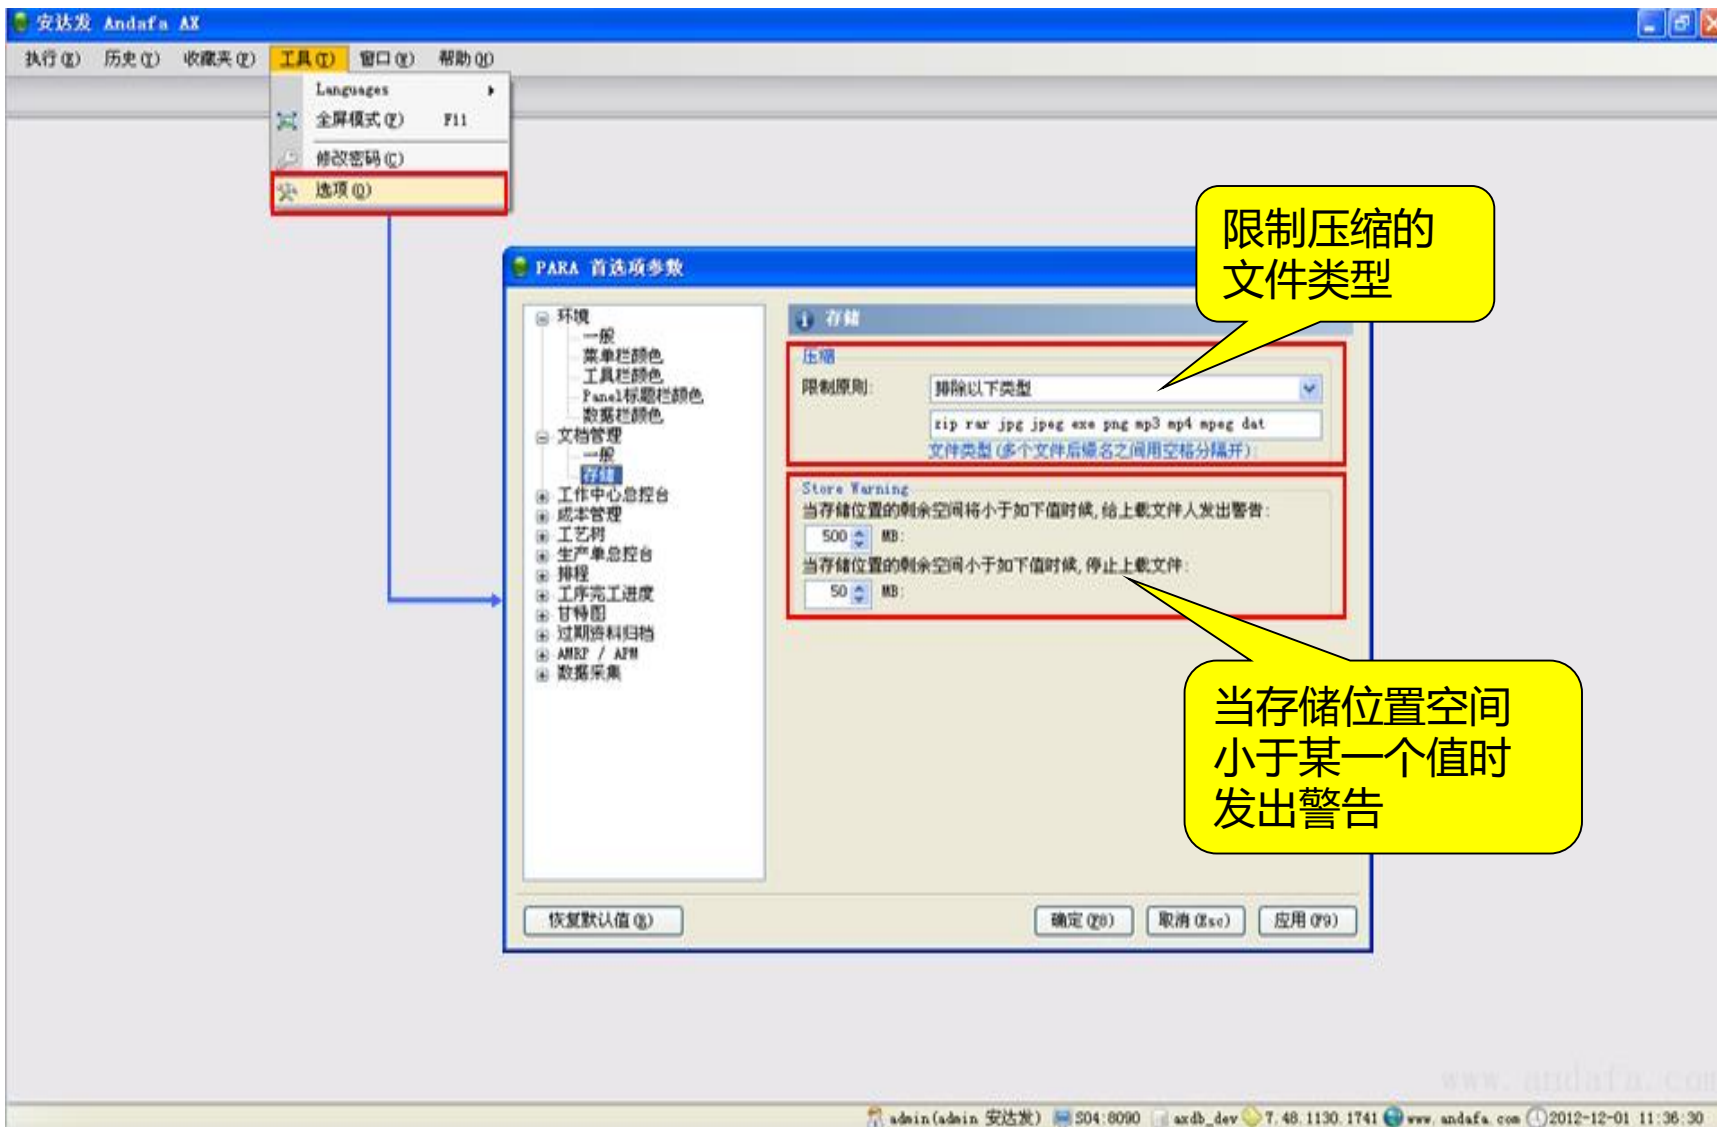 安达发 Andafa AX
执行(E) 历史(I) 收藏夹(F) 工具(T) 窗口(W) 帮助(H)
Languages
全屏模式(F) F11
修改密码(C)
选项(O)
限制压缩的
文件类型
PARA 首选项参数
环境
一般
菜单栏颜色
工具栏颜色
Panel标题栏颜色
数据栏颜色
文档管理
一般
存储
工作中心总控台
成本管理
工艺树
生产单总控台
排程
工序完工进度
甘特图
过期资料归档
AMRP / APM
数据采集
存储
压缩
限制原则: 排除以下类型
zip rar jpg jpeg exe png mp3 mp4 mpeg dat
文件类型(多个文件后缀名之间用空格分隔开):
Store Warning
当存储位置的剩余空间将小于如下值时候, 给上载文件人发出警告:
500 MB:
当存储位置的剩余空间小于如下值时候, 停止上载文件:
50 MB:
当存储位置空间
小于某一个值时
发出警告
恢复默认值(R) 确定(F8) 取消(Esc) 应用(F9)
www.andafa.com
admin(admin 安达发) S04:8090 axdb_dev 7.48.1130.1741 www.andafa.com 2012-12-01 11:36:30